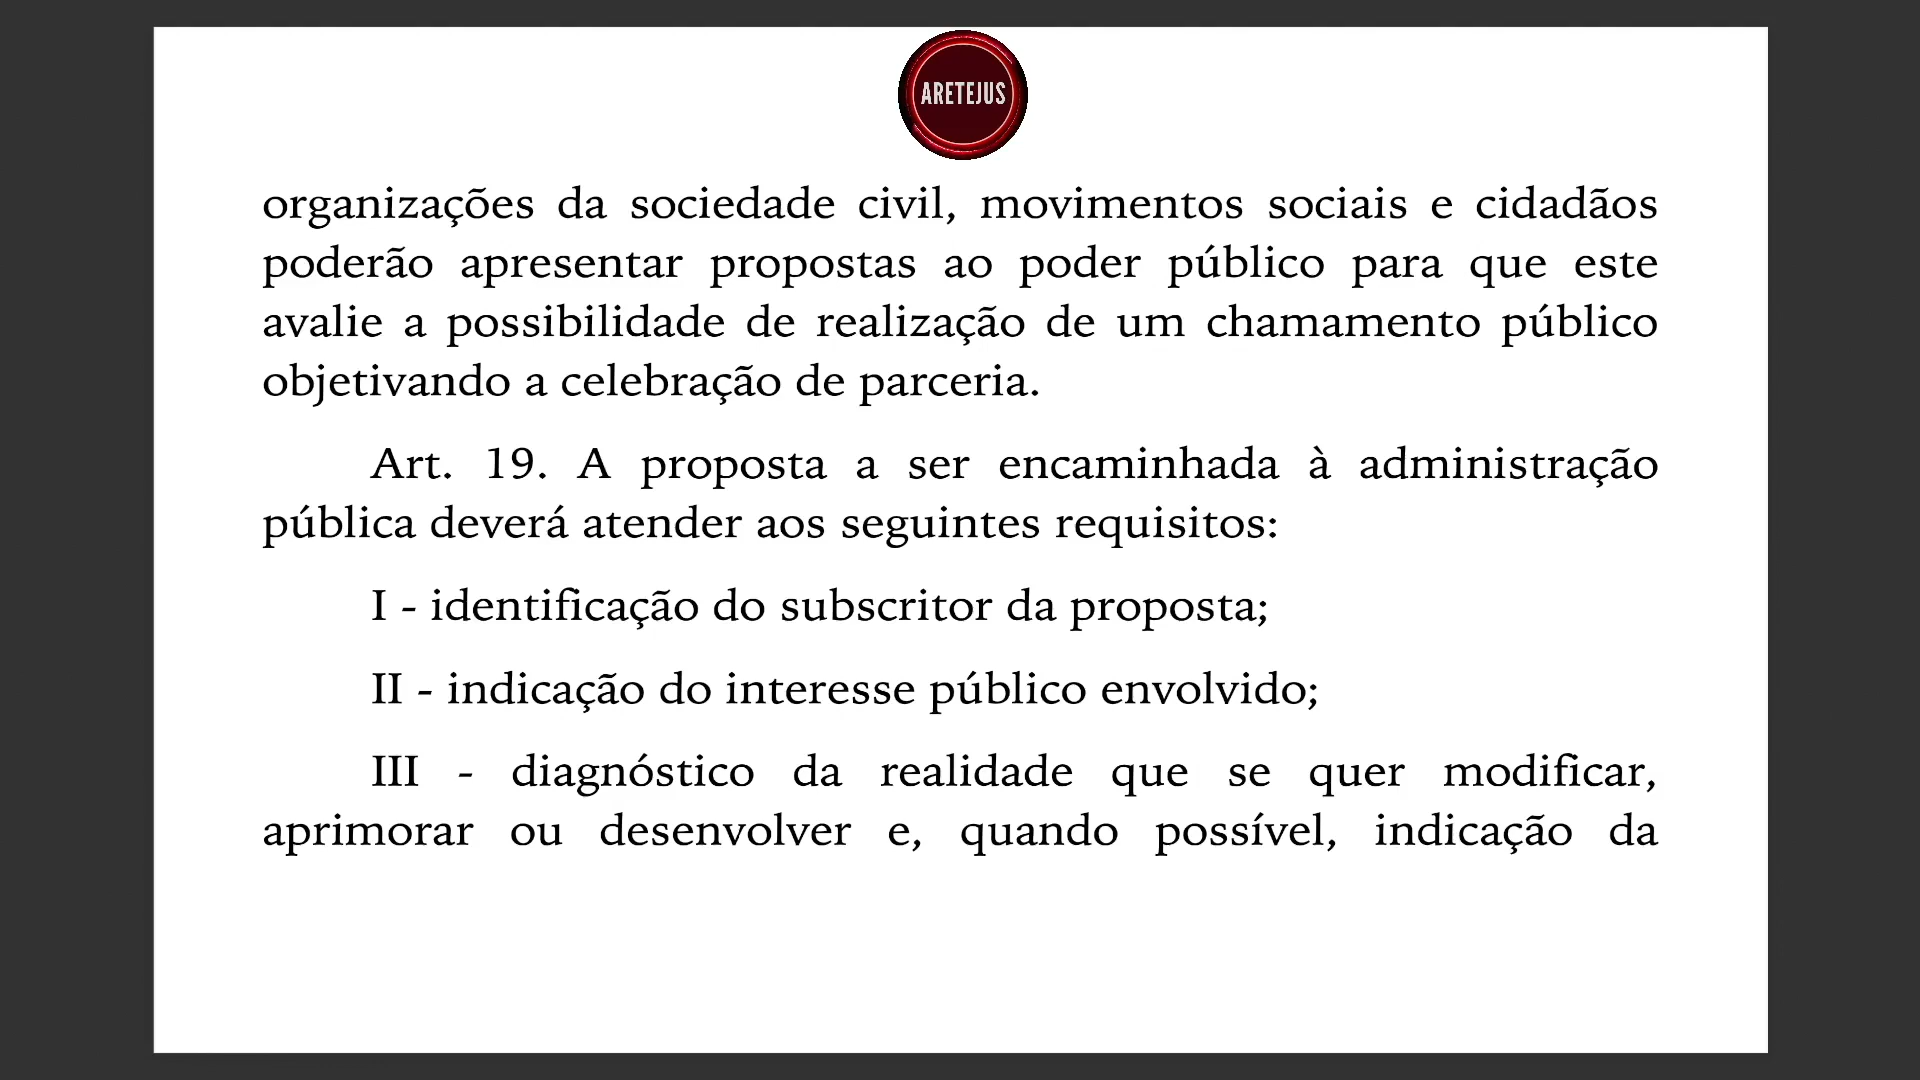 ARETEJUS
organizações da sociedade civil, movimentos sociais e cidadãos
poderão apresentar propostas ao poder público para que este
avalie a possibilidade de realização de um chamamento público
objetivando a celebração de parceria.
Art. 19. A proposta a ser encaminhada à administração
pública deverá atender aos seguintes requisitos:
I - identificação do subscritor da proposta;
II - indicação do interesse público envolvido;
III - diagnóstico da realidade que se quer modificar,
aprimorar ou desenvolver e, quando possível, indicação da